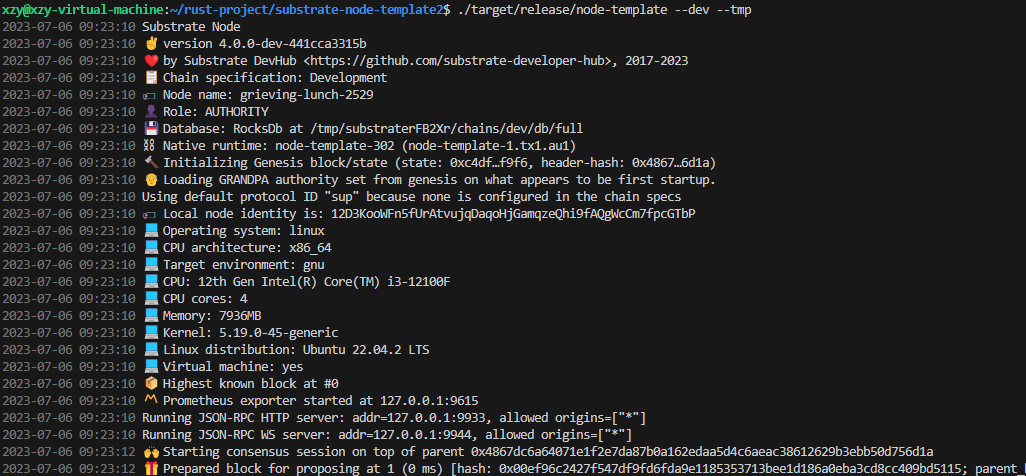 xzy@xzy-virtual-machine:~/rust-project/substrate-node-template2$ ./target/release/node-template --dev --tmp
2023-07-06 09:23:10 Substrate Node
2023-07-06 09:23:10 ✌️ version 4.0.0-dev-441cca3315b
2023-07-06 09:23:10 ❤️ by Substrate DevHub <https://github.com/substrate-developer-hub>, 2017-2023
2023-07-06 09:23:10 📋 Chain specification: Development
2023-07-06 09:23:10 🏷 Node name: grieving-lunch-2529
2023-07-06 09:23:10 👤 Role: AUTHORITY
2023-07-06 09:23:10 💾 Database: RocksDb at /tmp/substraterFB2Xr/chains/dev/db/full
2023-07-06 09:23:10 ⛓ Native runtime: node-template-302 (node-template-1.tx1.au1)
2023-07-06 09:23:10 🔨 Initializing Genesis block/state (state: 0xc4df…f9f6, header-hash: 0x4867…6d1a)
2023-07-06 09:23:10 👴 Loading GRANDPA authority set from genesis on what appears to be first startup.
2023-07-06 09:23:10 Using default protocol ID "sup" because none is configured in the chain specs
2023-07-06 09:23:10 🏷 Local node identity is: 12D3KooWFn5fUrAtvujqDaqoHjGamqzeQhi9fAQgWcCm7fpcGTbP
2023-07-06 09:23:10 💻 Operating system: linux
2023-07-06 09:23:10 💻 CPU architecture: x86_64
2023-07-06 09:23:10 💻 Target environment: gnu
2023-07-06 09:23:10 💻 CPU: 12th Gen Intel(R) Core(TM) i3-12100F
2023-07-06 09:23:10 💻 CPU cores: 4
2023-07-06 09:23:10 💻 Memory: 7936MB
2023-07-06 09:23:10 💻 Kernel: 5.19.0-45-generic
2023-07-06 09:23:10 💻 Linux distribution: Ubuntu 22.04.2 LTS
2023-07-06 09:23:10 💻 Virtual machine: yes
2023-07-06 09:23:10 📦 Highest known block at #0
2023-07-06 09:23:10 〽️ Prometheus exporter started at 127.0.0.1:9615
2023-07-06 09:23:10 Running JSON-RPC HTTP server: addr=127.0.0.1:9933, allowed origins=["*"]
2023-07-06 09:23:10 Running JSON-RPC WS server: addr=127.0.0.1:9944, allowed origins=["*"]
2023-07-06 09:23:12 🙌 Starting consensus session on top of parent 0x4867dc6a64071e1f2e7da87b0a162edaa5d4c6aeac38612629b3ebb50d756d1a
2023-07-06 09:23:12 🎁 Prepared block for proposing at 1 (0 ms) [hash: 0x00ef96c2427f547df9fd6fda9e1185353713bee1d186a0eba3cd8cc409bd5115; parent_